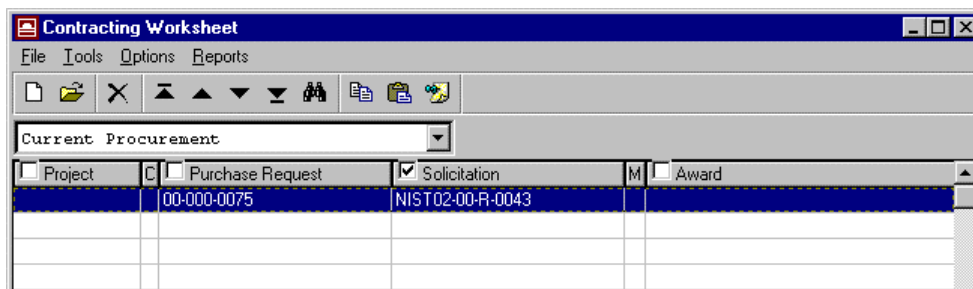 Contracting Worksheet
File Tools Options Reports
Current Procurement
Project C Purchase Request Solicitation M Award
00-000-0075 NIST02-00-R-0043